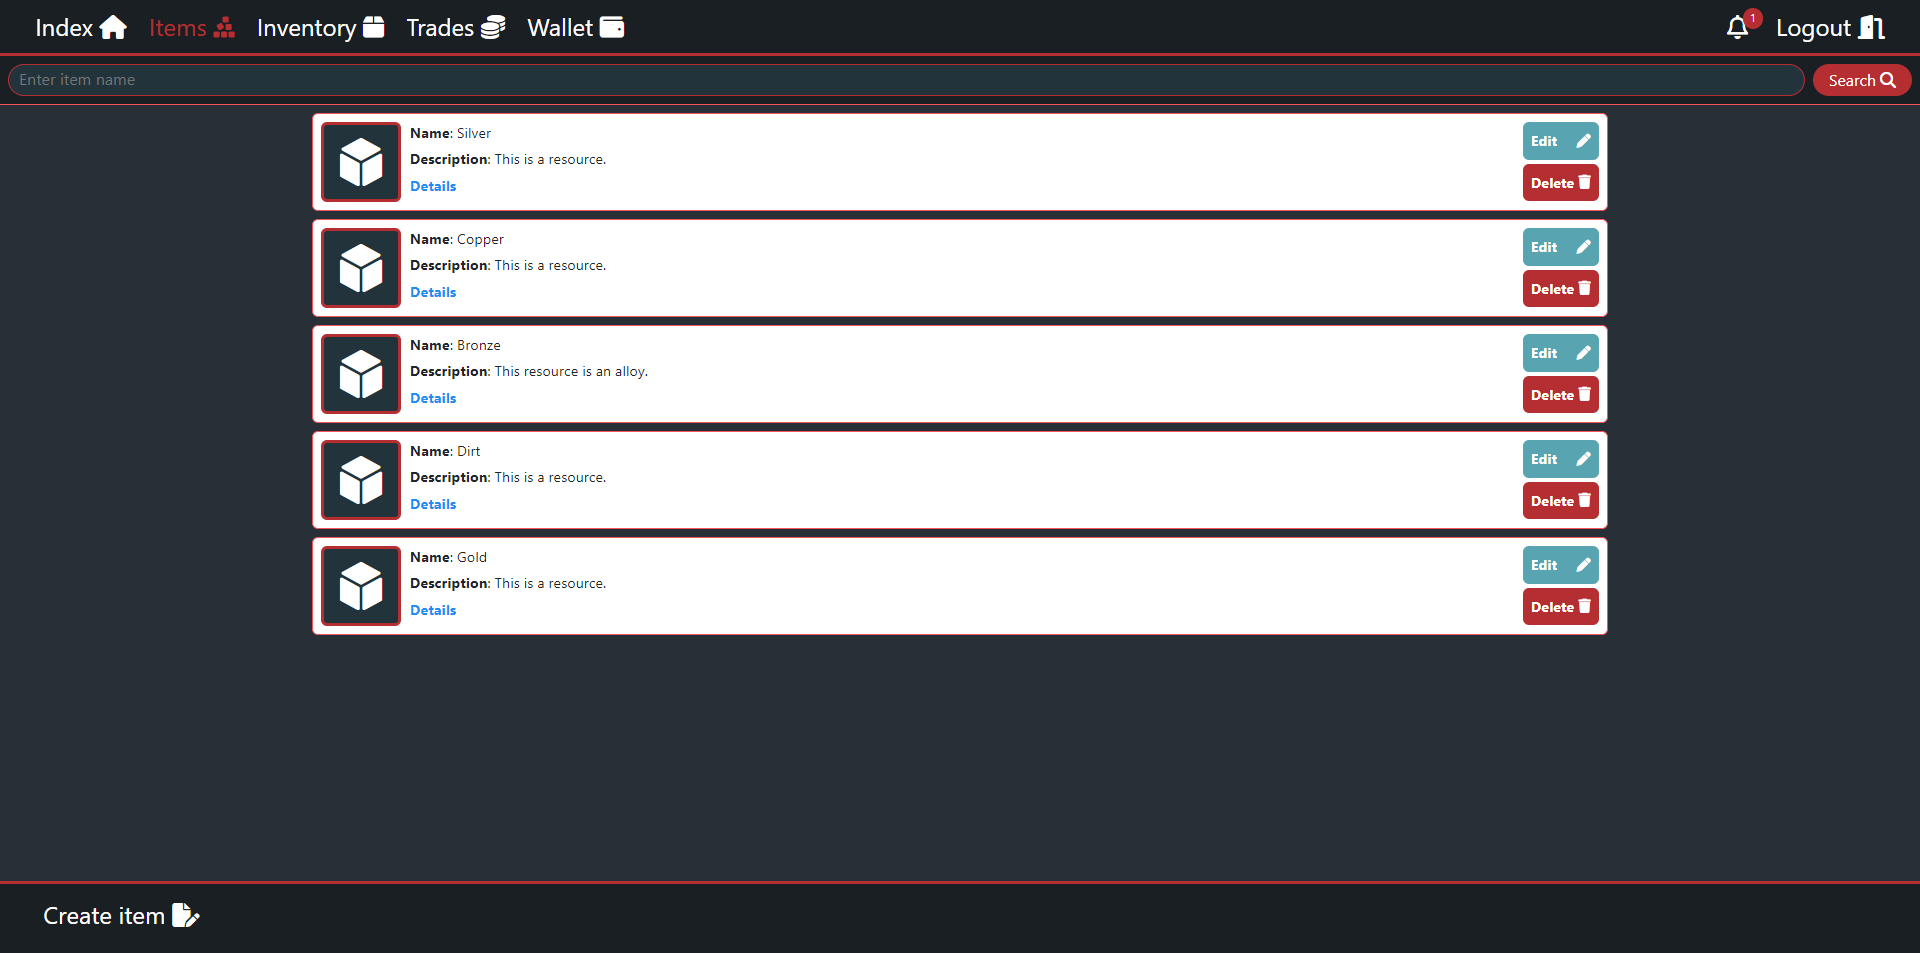 Index Items Inventory Trades Wallet 1 Logout
Enter item name Search
Name: Silver
Description: This is a resource.
Details
Edit
Delete
Name: Copper
Description: This is a resource.
Details
Edit
Delete
Name: Bronze
Description: This resource is an alloy.
Details
Edit
Delete
Name: Dirt
Description: This is a resource.
Details
Edit
Delete
Name: Gold
Description: This is a resource.
Details
Edit
Delete
Create item